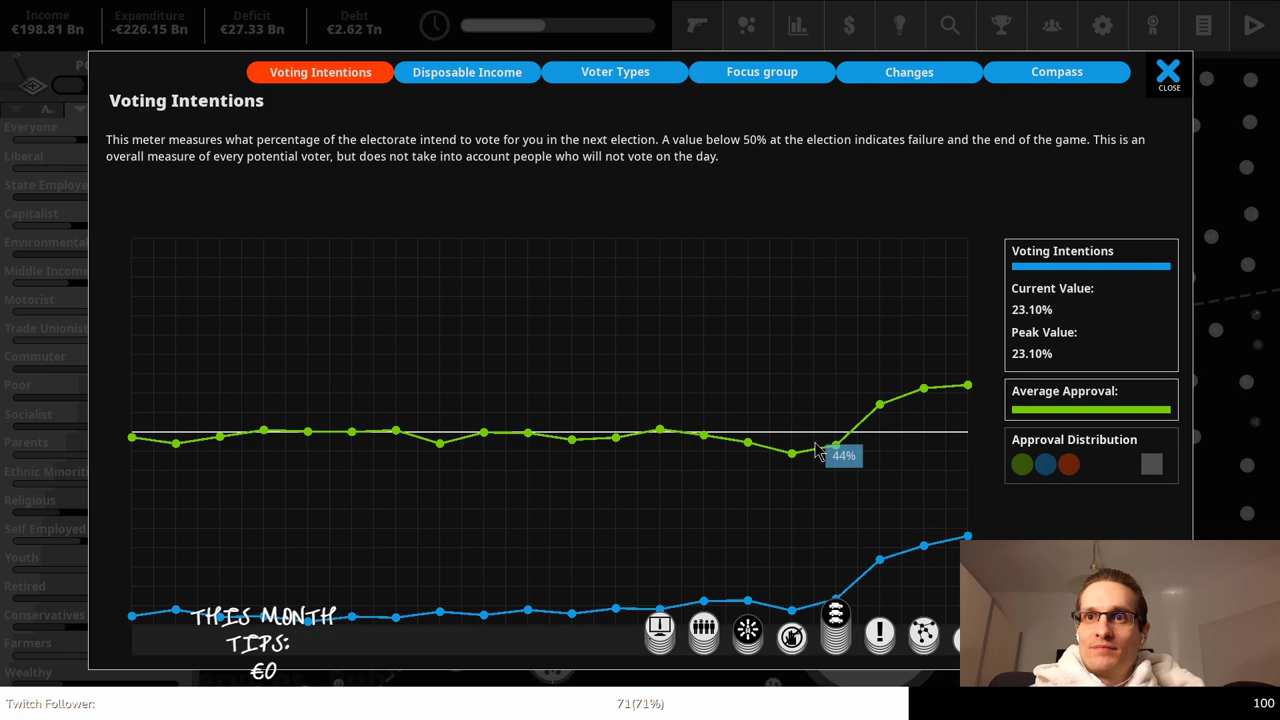 Income
Expenditure
Deficit
Debt
€198.81 Bn
-€226.15 Bn
€27.33 Bn
€2.62 Tn
Voting Intentions
Disposable Income
Voter Types
Focus group
Changes
Compass
CLOSE
Voting Intentions
This meter measures what percentage of the electorate intend to vote for you in the next election. A value below 50% at the election indicates failure and the end of the game. This is an
overall measure of every potential voter, but does not take into account people who will not vote on the day.
Everyone
Liberal
State Employe
Capitalist
Environmental
Middle Income
Motorist
Trade Unionist
Commuter
Poor
Socialist
Parents
Ethnic Minorit
Religious
Self Employed
Youth
Retired
Conservatives
Farmers
Wealthy
44%
Voting Intentions
Current Value:
23.10%
Peak Value:
23.10%
Average Approval:
Approval Distribution
THIS MONTH
TIPS:
€0
Twitch Follower:
71(71%)
100